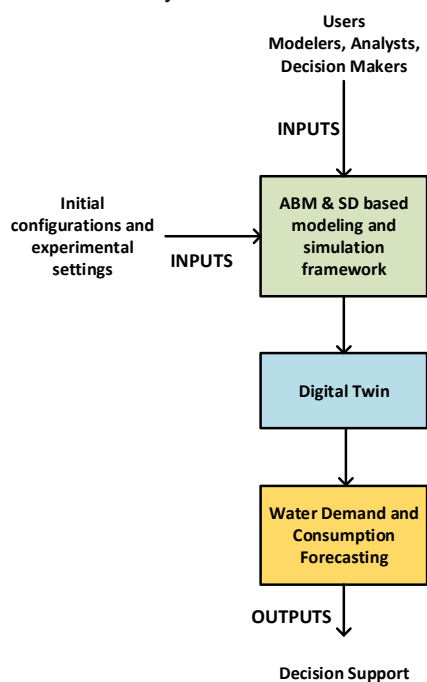 Users
Modelers, Analysts,
Decision Makers
INPUTS
Initial
configurations and
experimental
settings
INPUTS
ABM & SD based
modeling and
simulation
framework
Digital Twin
Water Demand and
Consumption
Forecasting
OUTPUTS
Decision Support